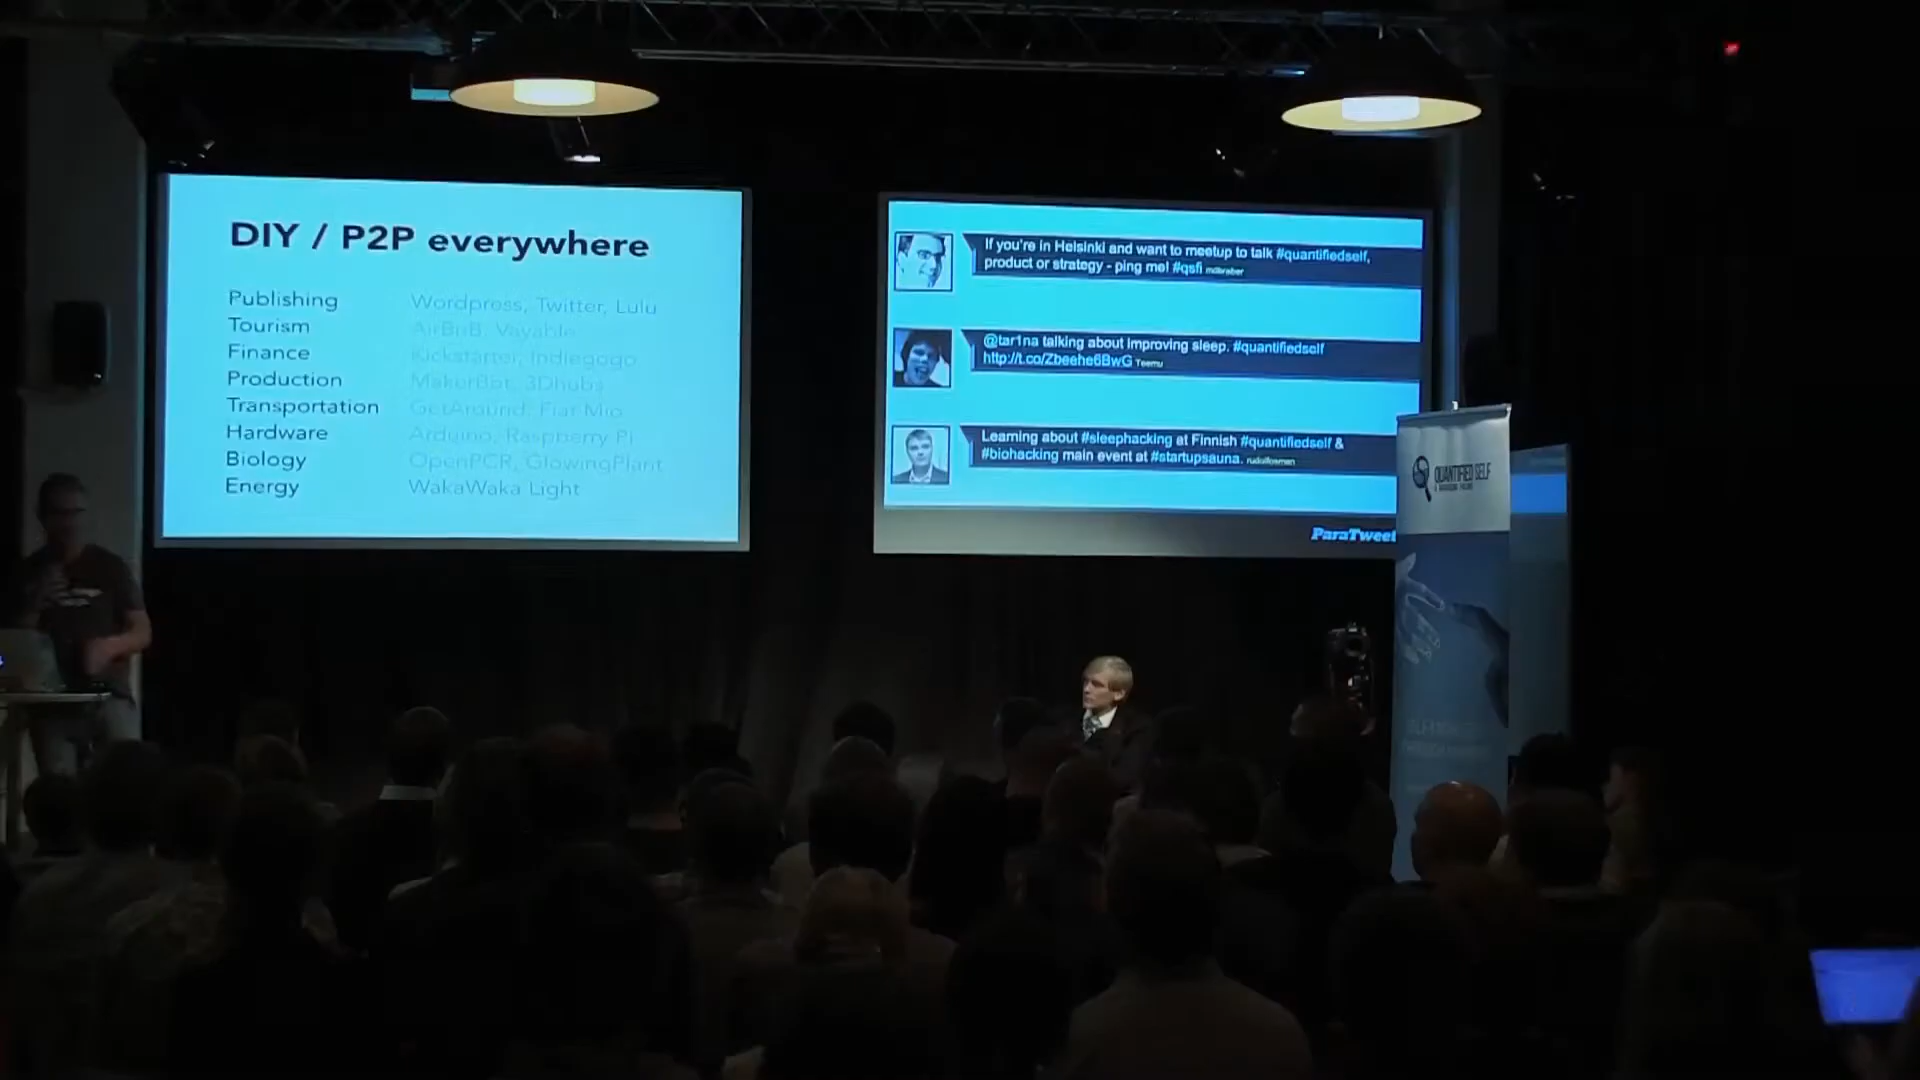 DIY / P2P everywhere
Publishing Wordpress, Twitter, Lulu
Tourism AirBnB, Vayable
Finance Kickstarter, Indiegogo
Production MakerBot, 3Dhubs
Transportation GetAround, Fiat Mio
Hardware Arduino, Raspberry Pi
Biology OpenPCR, GlowingPlant
Energy WakaWaka Light
If you're in Helsinki and want to meetup to talk #quantifiedself,
product or strategy - ping me! #qsfi
@tar1na talking about improving sleep. #quantifiedself
http://t.co/Zbeehe6BwG Teemu
Learning about #sleephacking at Finnish #quantifiedself &
#biohacking main event at #startupsauna.
ParaTweet
QUANTIFIED SELF